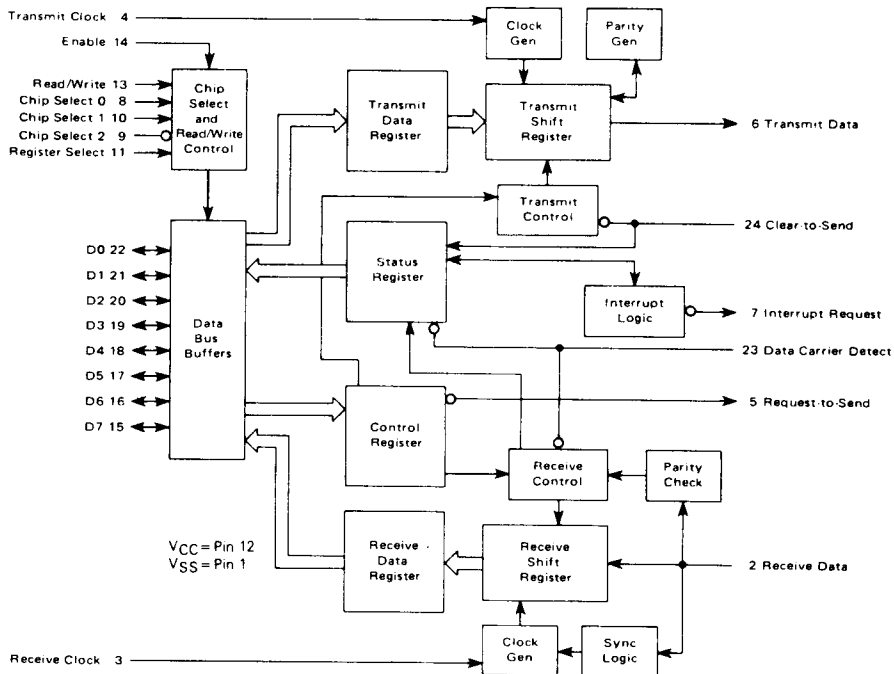 Transmit Clock 4
Enable 14
Read/Write 13
Chip Select 0 8
Chip Select 1 10
Chip Select 2 9
Register Select 11
Chip
Select
and
Read/Write
Control
Clock
Gen
Parity
Gen
Transmit
Data
Register
Transmit
Shift
Register
6 Transmit Data
Transmit
Control
24 Clear-to-Send
Status
Register
Interrupt
Logic
7 Interrupt Request
23 Data Carrier Detect
D0 22
D1 21
D2 20
D3 19
D4 18
D5 17
D6 16
D7 15
Data
Bus
Buffers
5 Request-to-Send
Control
Register
Receive
Control
Parity
Check
VCC = Pin 12
VSS = Pin 1
Receive
Data
Register
Receive
Shift
Register
2 Receive Data
Receive Clock 3
Clock
Gen
Sync
Logic